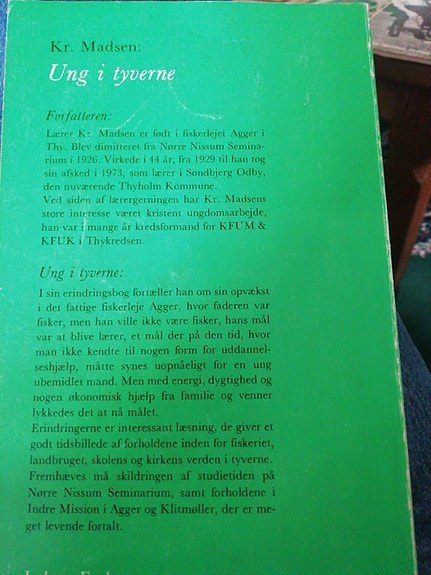 Kr. Madsen:
Ung i tyverne
Forfatteren:
Lærer Kr. Madsen er født i fiskerlejet Agger i
Thy. Blev dimitteret fra Nørre Nissum Semina-
rium i 1926. Virkede i 44 år, fra 1929 til han tog
sin afsked i 1973, som lærer i Søndbjerg Odby,
den nuværende Thyholm Kommune.
Ved siden af lærergerningen har Kr. Madsens
store interesse været kristent ungdomsarbejde,
han var i mange år kredsformand for KFUM &
KFUK i Thykredsen.
Ung i tyverne:
I sin erindringsbog fortæller han om sin opvækst
i det fattige fiskerleje Agger, hvor faderen var
fisker, men han ville ikke være fisker, hans mål
var at blive lærer, et mål der på den tid, hvor
man ikke kendte til nogen form for uddannel-
seshjælp, måtte synes uopnåeligt for en ung
ubemidlet mand. Men med energi, dygtighed og
nogen økonomisk hjælp fra familie og venner
lykkedes det at nå målet.
Erindringerne er interessant læsning, de giver et
godt tidsbillede af forholdene inden for fiskeriet,
landbruget, skolens og kirkens verden i tyverne.
Fremhæves må skildringen af studietiden på
Nørre Nissum Seminarium, samt forholdene i
Indre Mission i Agger og Klitmøller, der er me-
get levende fortalt.